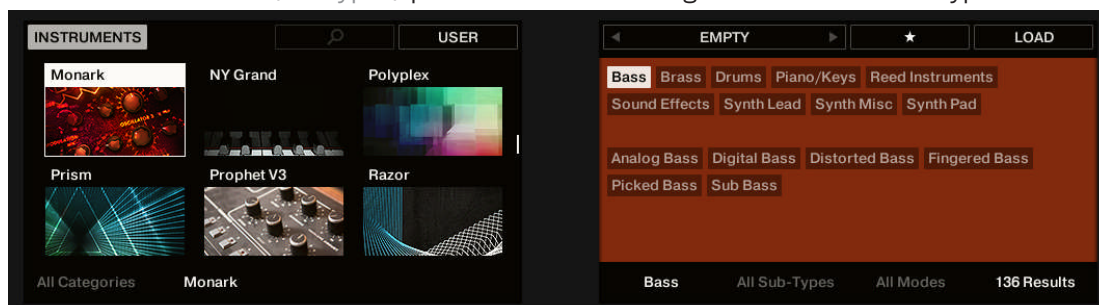 INSTRUMENTS USER
Monark NY Grand Polyplex
Prism Prophet V3 Razor
All Categories Monark
EMPTY ★ LOAD
Bass Brass Drums Piano/Keys Reed Instruments
Sound Effects Synth Lead Synth Misc Synth Pad
Analog Bass Digital Bass Distorted Bass Fingered Bass
Picked Bass Sub Bass
Bass All Sub-Types All Modes 136 Results